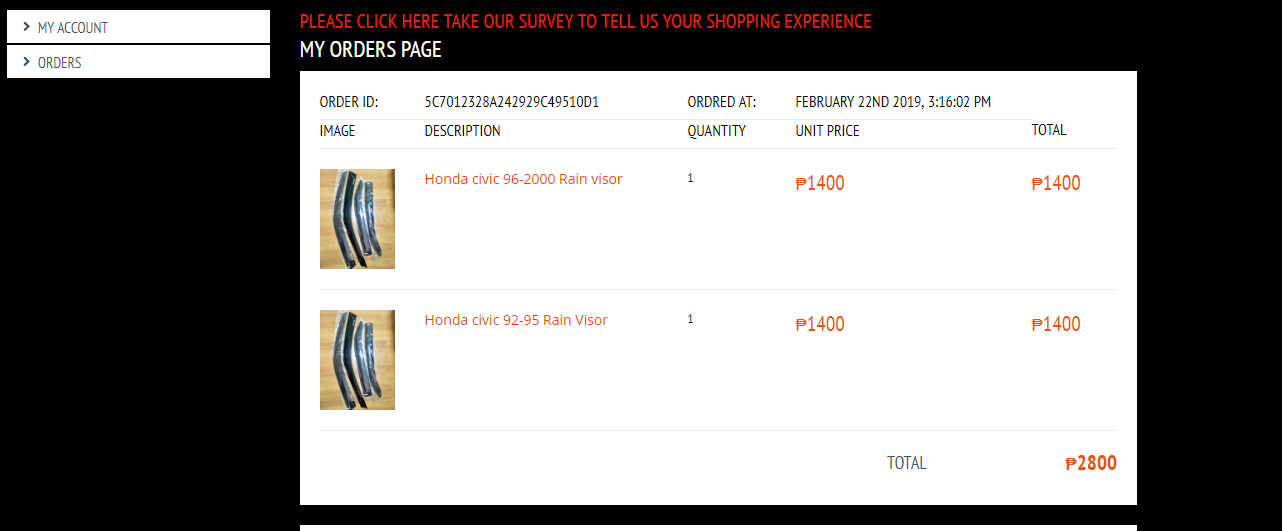 MY ACCOUNT
ORDERS
PLEASE CLICK HERE TAKE OUR SURVEY TO TELL US YOUR SHOPPING EXPERIENCE
MY ORDERS PAGE
ORDER ID: 5C7012328A242929C49510D1 ORDRED AT: FEBRUARY 22ND 2019, 3:16:02 PM
IMAGE DESCRIPTION QUANTITY UNIT PRICE TOTAL
Honda civic 96-2000 Rain visor 1 ₱1400 ₱1400
Honda civic 92-95 Rain Visor 1 ₱1400 ₱1400
TOTAL ₱2800